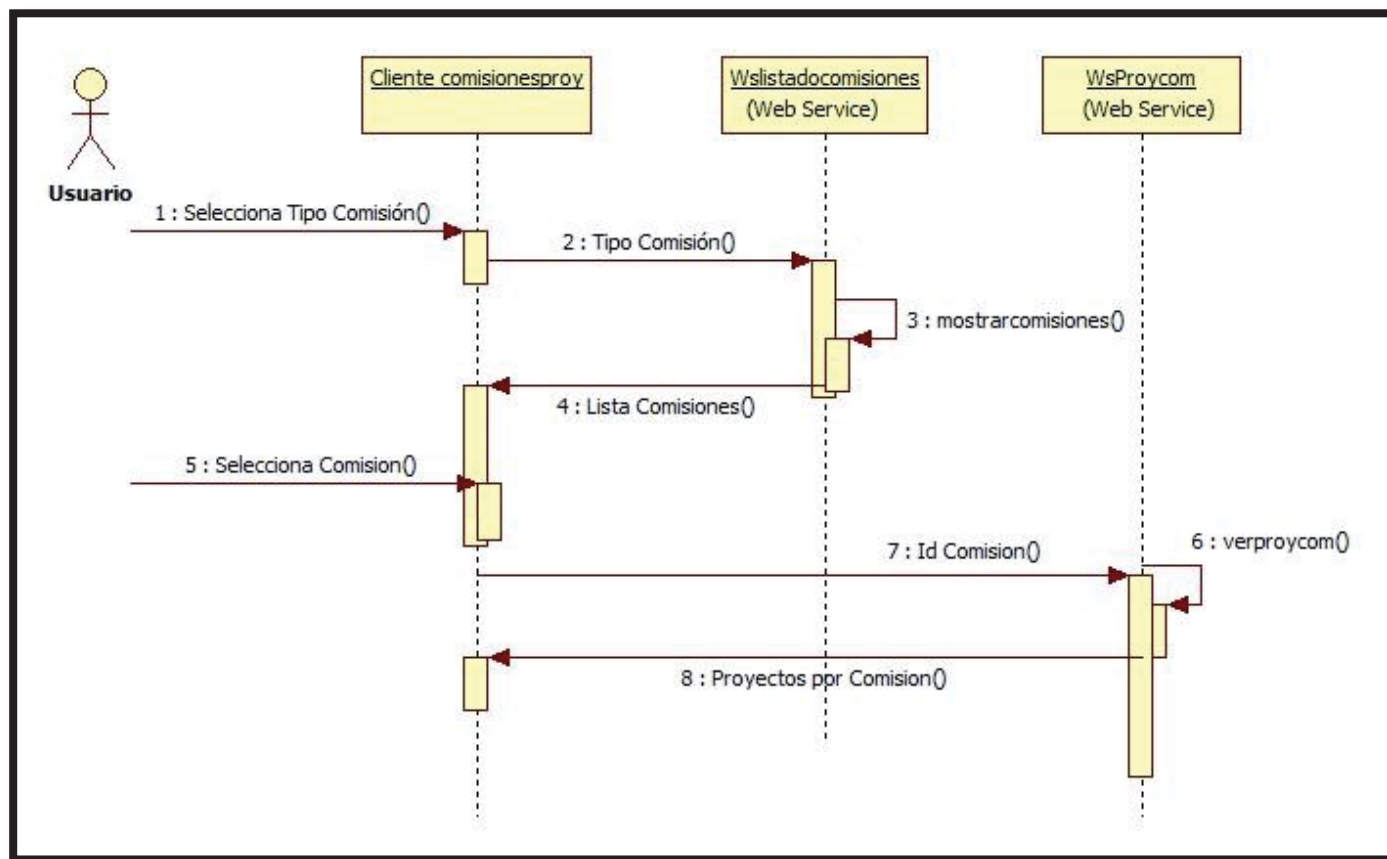 Cliente comisionesproy
Wslistadocomisiones
(Web Service)
WsProycom
(Web Service)
Usuario
1 : Selecciona Tipo Comisión()
2 : Tipo Comisión()
3 : mostrarcomisiones()
4 : Lista Comisiones()
5 : Selecciona Comision()
6 : verproycom()
7 : Id Comision()
8 : Proyectos por Comision()